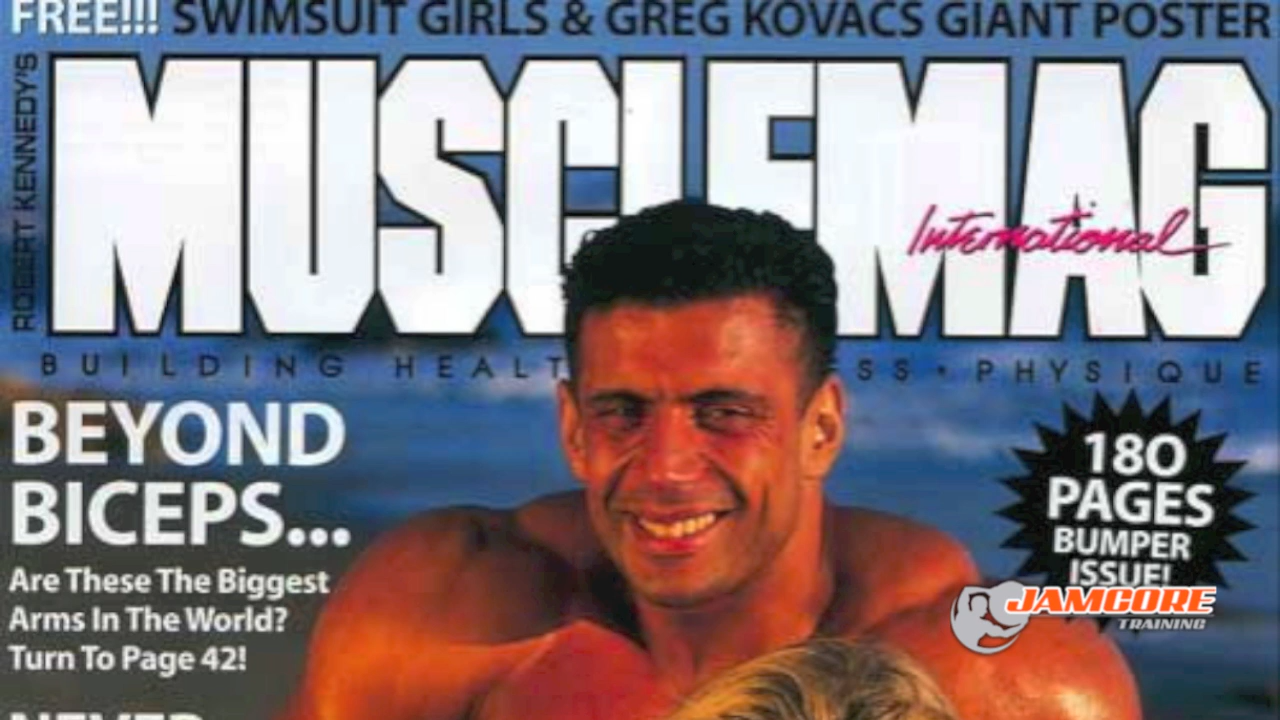 FREE!!! SWIMSUIT GIRLS & GREG KOVACS GIANT POSTER
ROBERT KENNEDY'S
MUSCLEMAG
International
BUILDING HEALT SS • PHYSIQUE
BEYOND
BICEPS...
Are These The Biggest
Arms In The World?
Turn To Page 42!
180
PAGES
BUMPER
ISSUE!
JAMCORE
TRAINING
NEVER